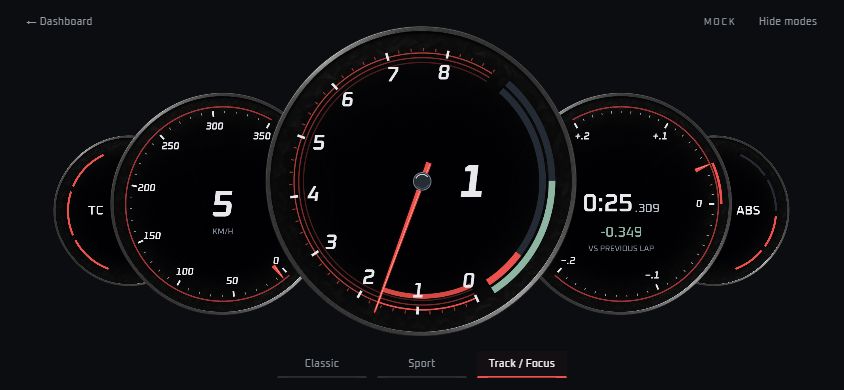 ← Dashboard
MOCK
Hide modes
TC
350
300
250
200
150
100
50
0
5
KM/H
8
7
6
5
4
3
2
1
0
1
+.2
+.1
0
-.1
-.2
0:25.309
-0.349
VS PREVIOUS LAP
ABS
Classic
Sport
Track / Focus